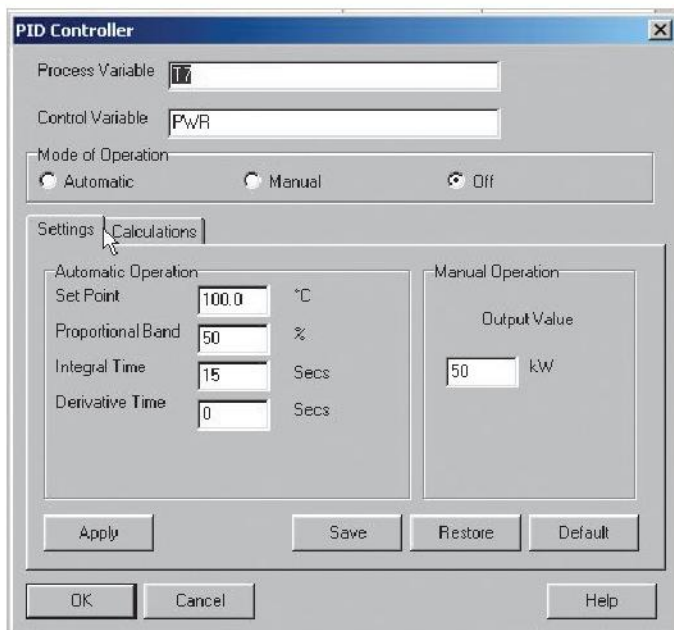 PID Controller
Process Variable T7
Control Variable PWR
Mode of Operation
Automatic Manual Off
Settings Calculations
Automatic Operation
Set Point 100.0 °C
Proportional Band 50 %
Integral Time 15 Secs
Derivative Time 0 Secs
Manual Operation
Output Value
50 kW
Apply Save Restore Default
OK Cancel Help